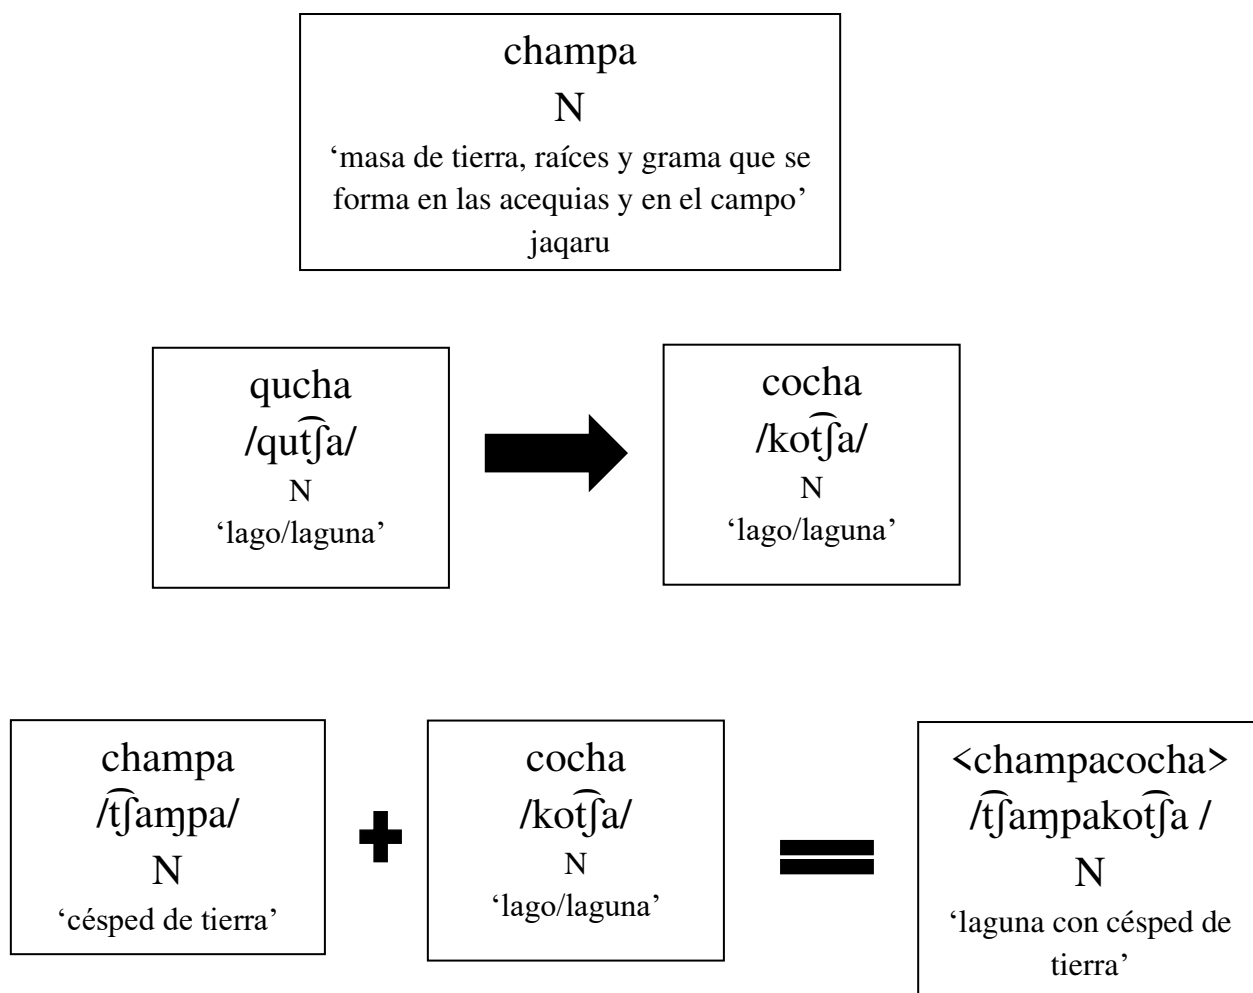 champa
N
‘masa de tierra, raíces y grama que se
forma en las acequias y en el campo’
jaqaru
qucha
/qut͡ʃa/
N
‘lago/laguna’
cocha
/kot͡ʃa/
N
‘lago/laguna’
champa
/t͡ʃaɱpa/
N
‘césped de tierra’
cocha
/kot͡ʃa/
N
‘lago/laguna’
<champacocha>
/t͡ʃaɱpakot͡ʃa /
N
‘laguna con césped de
tierra’